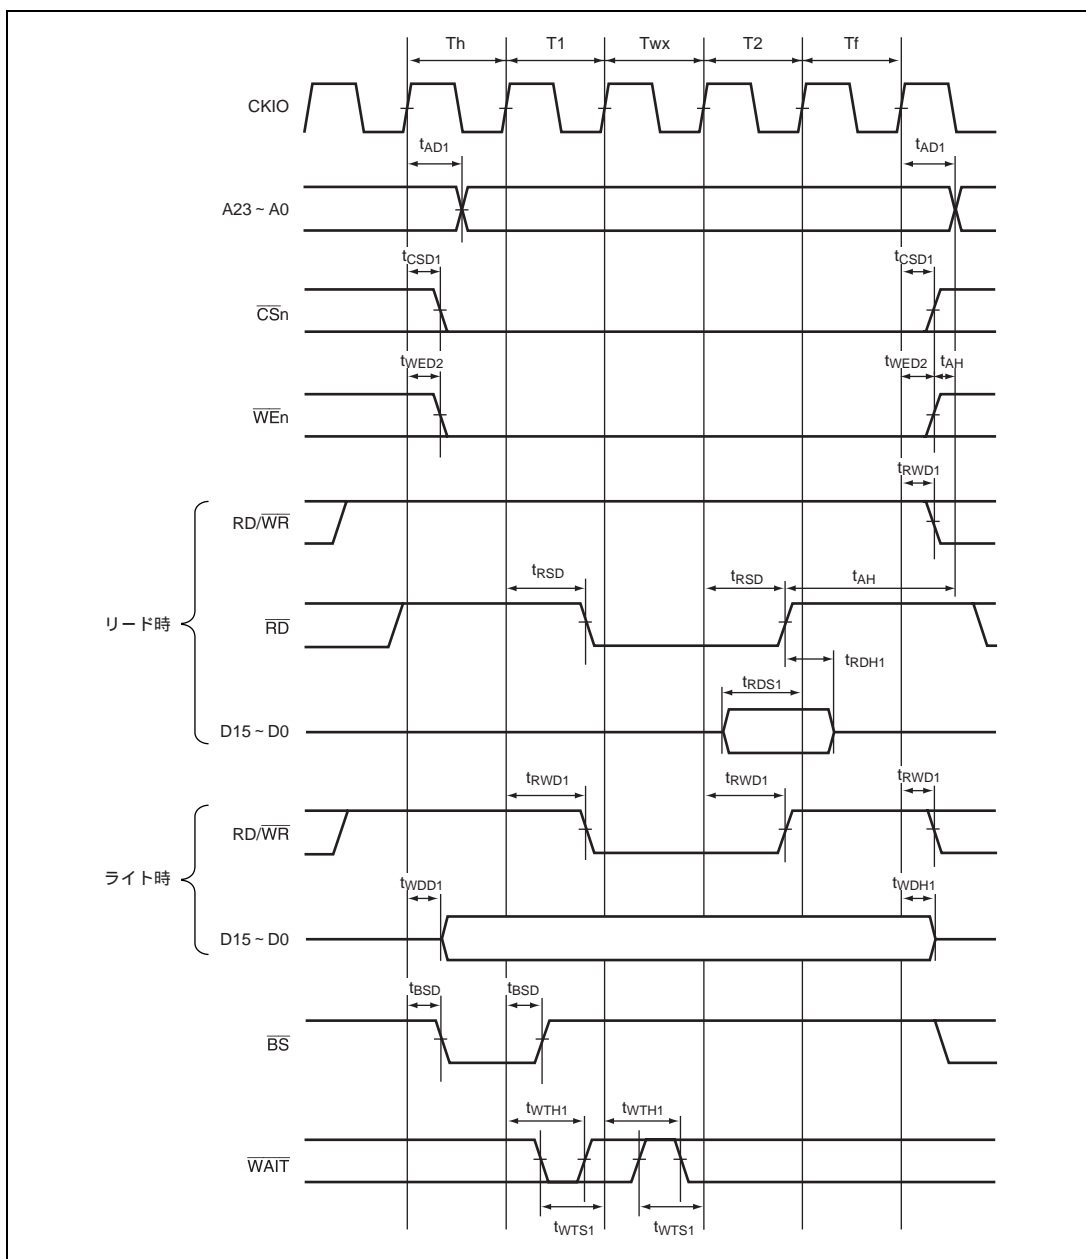 Th T1 Twx T2 Tf
CKIO
tAD1 tAD1
A23 ~ A0
tCSD1 tCSD1
CSn
tWED2 tWED2 tAH
WEn
tRWD1
RD/WR
tRSD tRSD tAH
リード時
RD
tRDH1
tRDS1
D15 ~ D0
tRWD1 tRWD1 tRWD1
RD/WR
ライト時
tWDD1 tWDH1
D15 ~ D0
tBSD tBSD
BS
tWTH1 tWTH1
WAIT
tWTS1 tWTS1